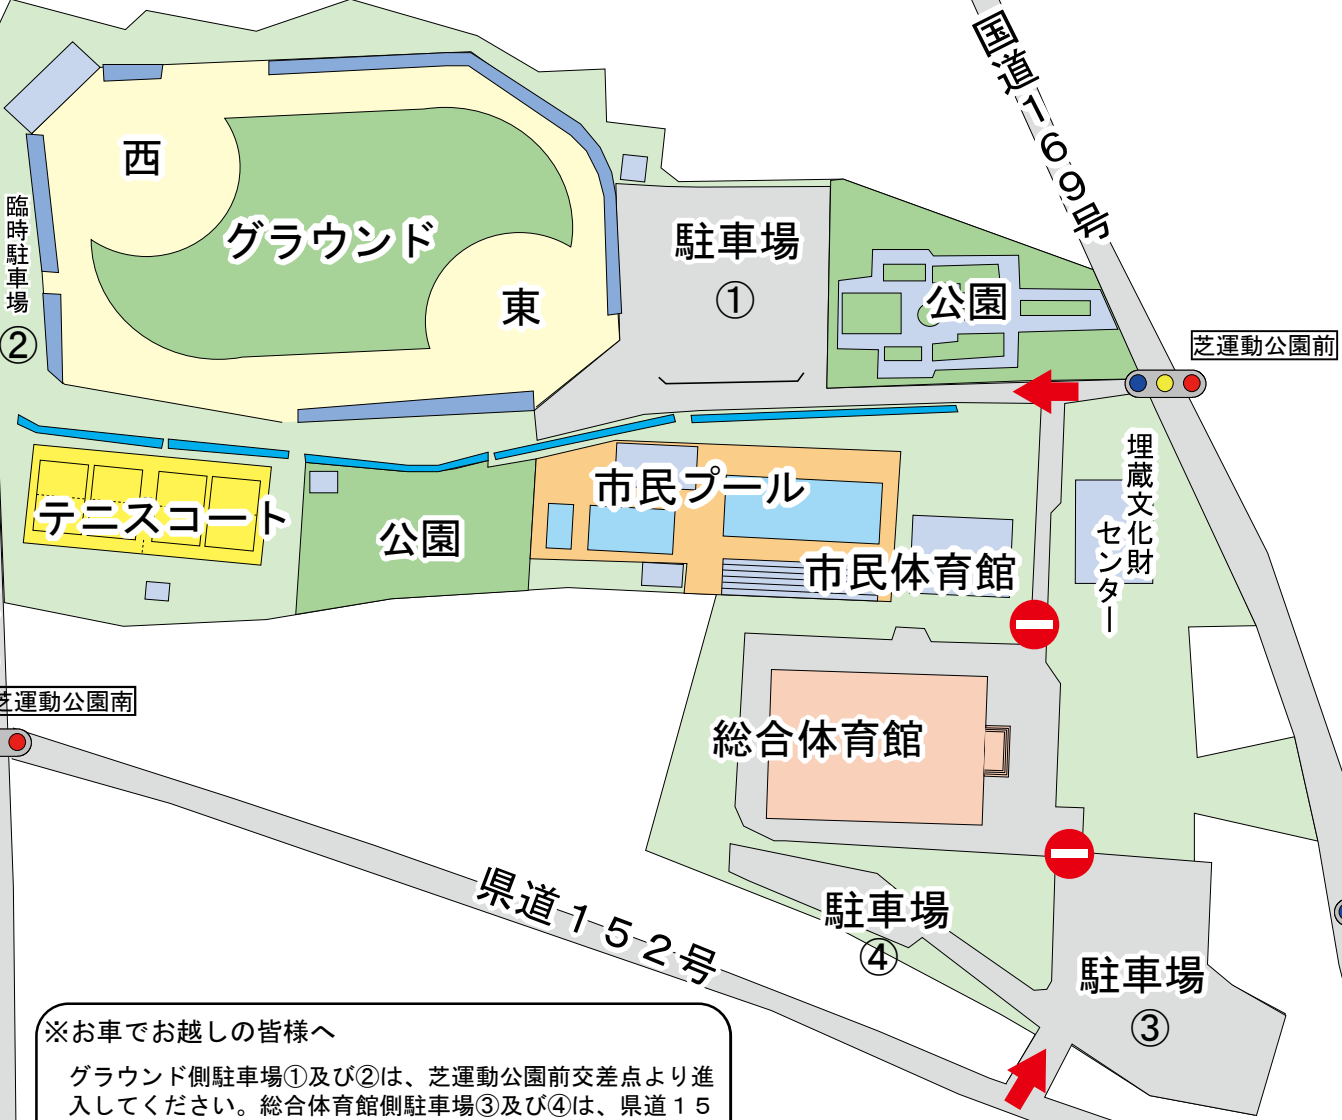 国道169号
西
グラウンド
東
臨時駐車場
②
駐車場
①
公園
芝運動公園前
テニスコート
公園
市民プール
市民体育館
埋蔵文化財
センター
芝運動公園南
総合体育館
県道152号
駐車場
④
駐車場
③
※お車でお越しの皆様へ
グラウンド側駐車場①及び②は、芝運動公園前交差点より進
入してください。総合体育館側駐車場③及び④は、県道15